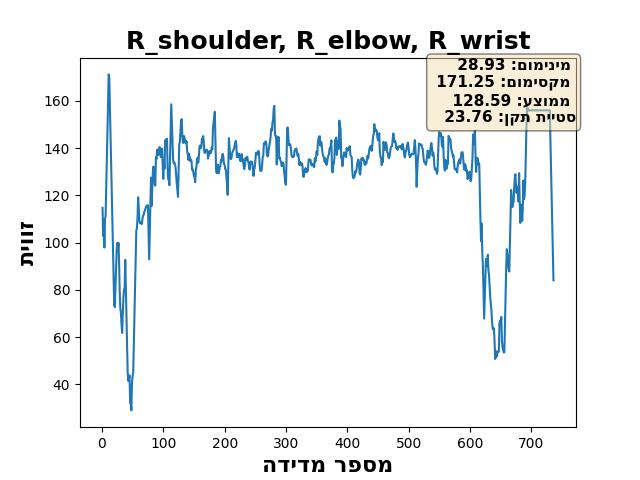 R_shoulder, R_elbow, R_wrist
מינימום: 28.93
מקסימום: 171.25
ממוצע: 128.59
סטיית תקן: 23.76
זווית
160
140
120
100
80
60
40
0 100 200 300 400 500 600 700
מספר מדידה